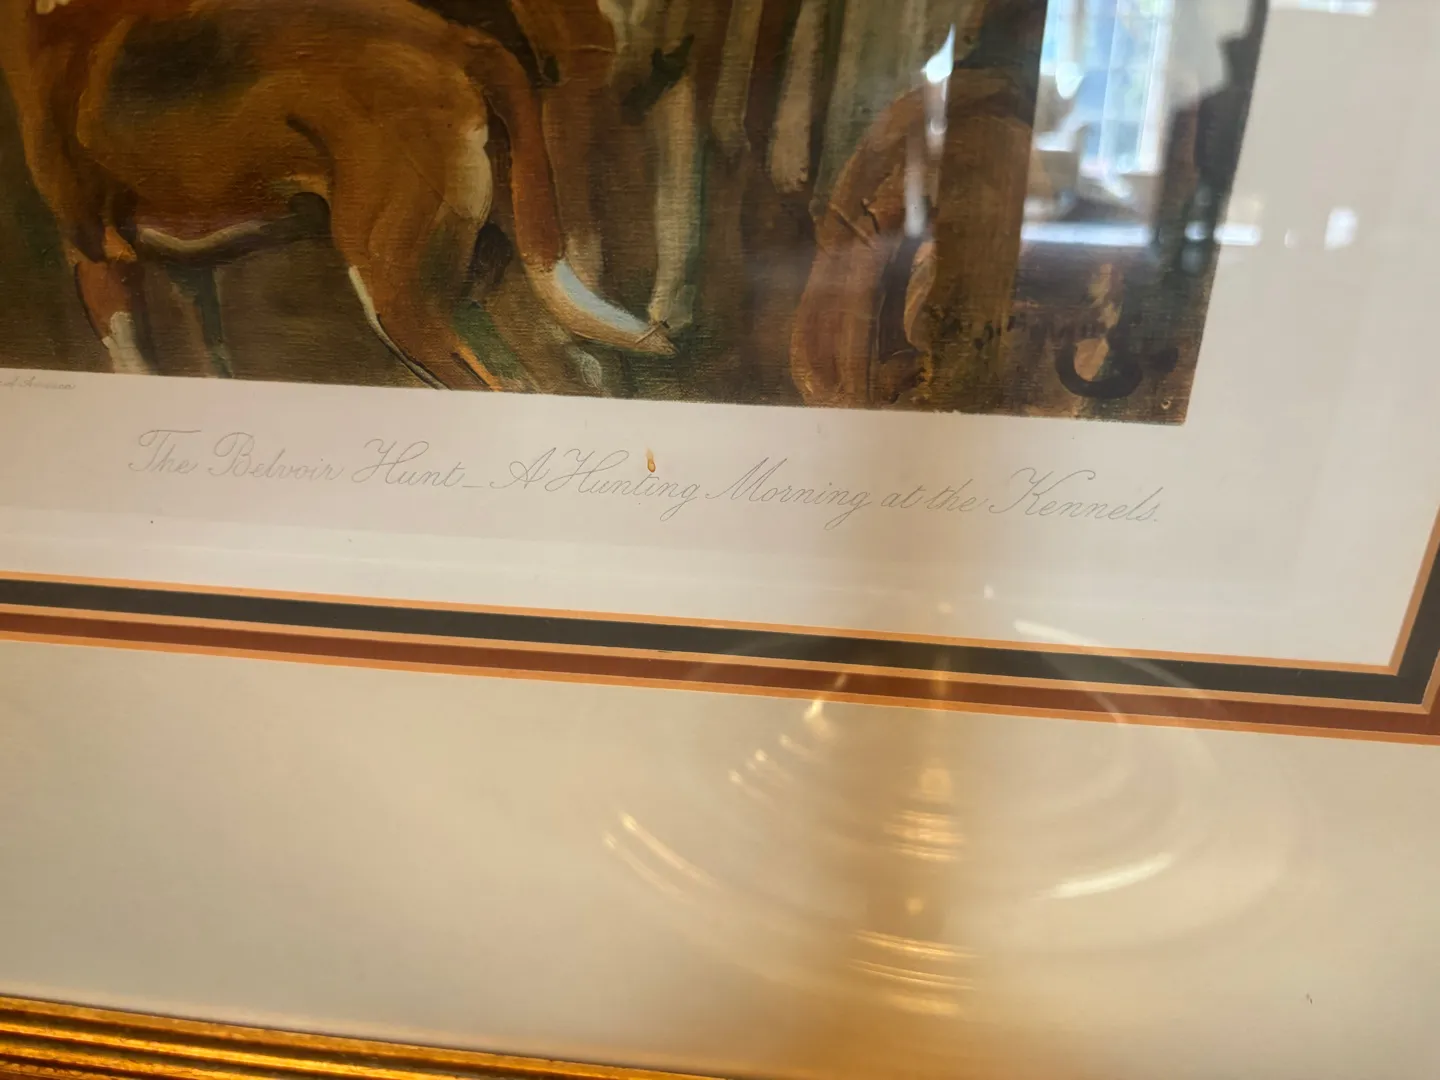 The Belvoir Hunt_ A Hunting Morning at the Kennels.